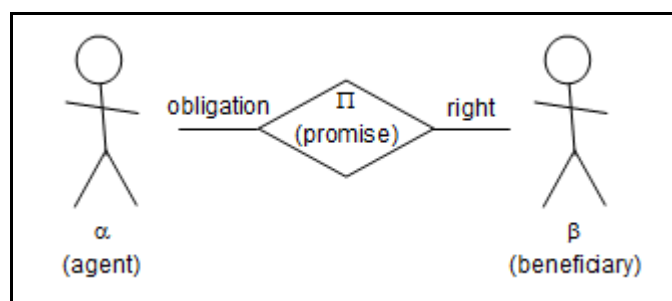 obligation
Π
(promise)
right
α
(agent)
β
(beneficiary)